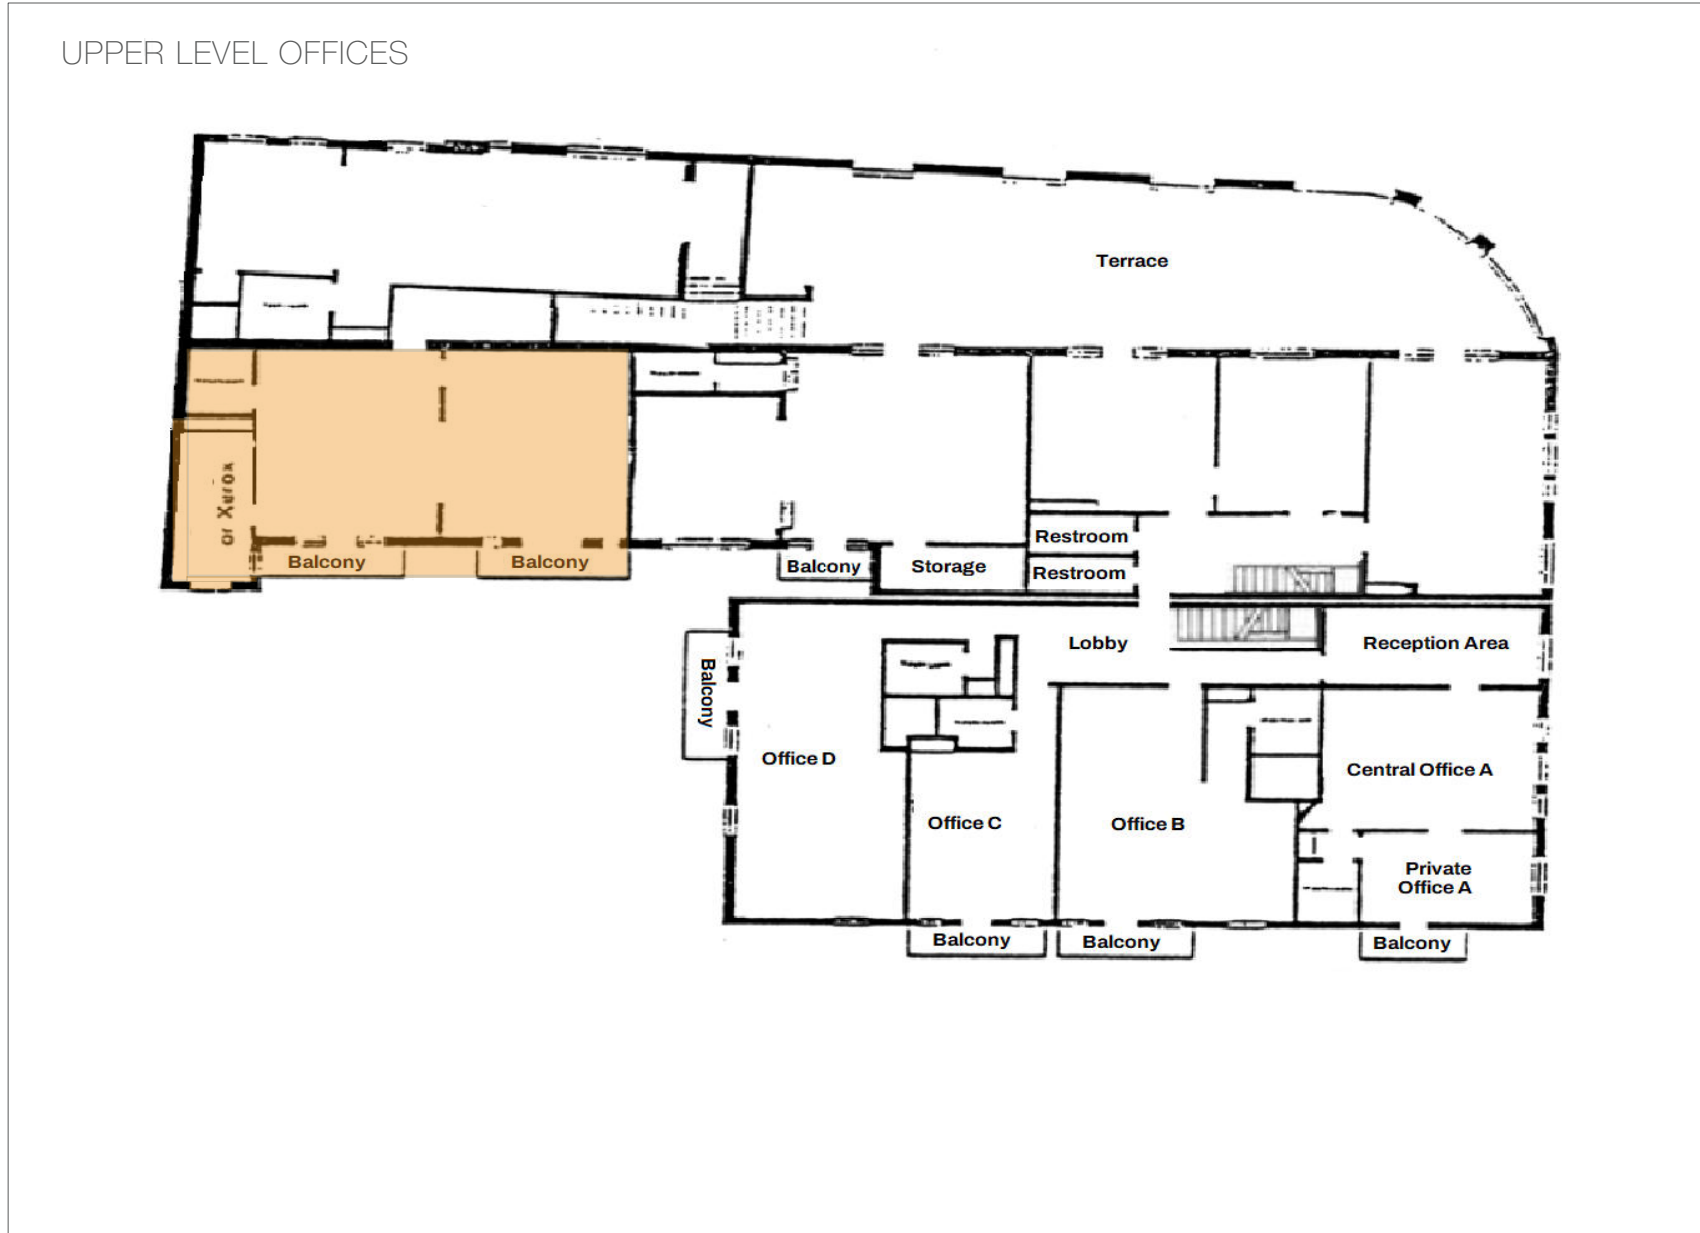 UPPER LEVEL OFFICES
Terrace
or Xerox
Balcony
Balcony
Balcony
Storage
Restroom
Restroom
Lobby
Reception Area
Balcony
Office D
Office C
Office B
Central Office A
Private
Office A
Balcony
Balcony
Balcony